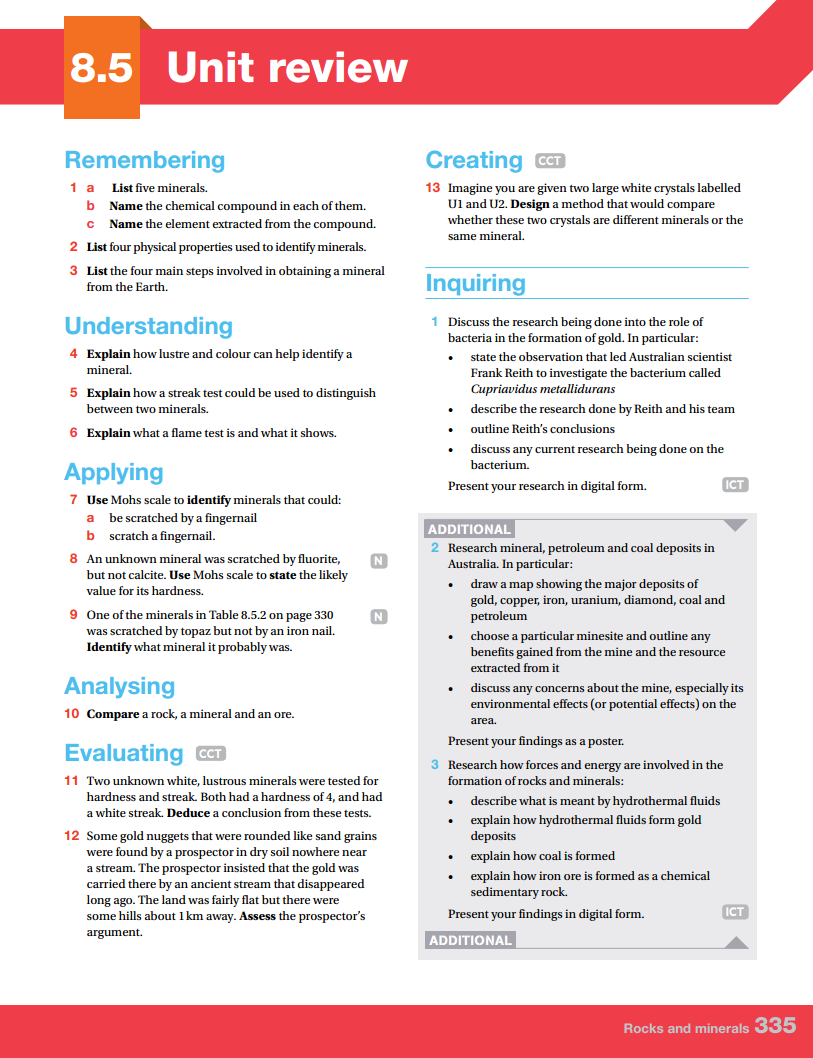 8.5 Unit review
Remembering
1 a List five minerals.
b Name the chemical compound in each of them.
c Name the element extracted from the compound.
2 List four physical properties used to identify minerals.
3 List the four main steps involved in obtaining a mineral
from the Earth.
Understanding
4 Explain how lustre and colour can help identify a
mineral.
5 Explain how a streak test could be used to distinguish
between two minerals.
6 Explain what a flame test is and what it shows.
Applying
7 Use Mohs scale to identify minerals that could:
a be scratched by a fingernail
b scratch a fingernail.
8 An unknown mineral was scratched by fluorite, N
but not calcite. Use Mohs scale to state the likely
value for its hardness.
9 One of the minerals in Table 8.5.2 on page 330 N
was scratched by topaz but not by an iron nail.
Identify what mineral it probably was.
Analysing
10 Compare a rock, a mineral and an ore.
Evaluating CCT
11 Two unknown white, lustrous minerals were tested for
hardness and streak. Both had a hardness of 4, and had
a white streak. Deduce a conclusion from these tests.
12 Some gold nuggets that were rounded like sand grains
were found by a prospector in dry soil nowhere near
a stream. The prospector insisted that the gold was
carried there by an ancient stream that disappeared
long ago. The land was fairly flat but there were
some hills about 1 km away. Assess the prospector's
argument.
Creating CCT
13 Imagine you are given two large white crystals labelled
U1 and U2. Design a method that would compare
whether these two crystals are different minerals or the
same mineral.
Inquiring
1 Discuss the research being done into the role of
bacteria in the formation of gold. In particular:
• state the observation that led Australian scientist
Frank Reith to investigate the bacterium called
Cupriavidus metallidurans
• describe the research done by Reith and his team
• outline Reith's conclusions
• discuss any current research being done on the
bacterium.
Present your research in digital form. ICT
ADDITIONAL
2 Research mineral, petroleum and coal deposits in
Australia. In particular:
• draw a map showing the major deposits of
gold, copper, iron, uranium, diamond, coal and
petroleum
• choose a particular minesite and outline any
benefits gained from the mine and the resource
extracted from it
• discuss any concerns about the mine, especially its
environmental effects (or potential effects) on the
area.
Present your findings as a poster.
3 Research how forces and energy are involved in the
formation of rocks and minerals:
• describe what is meant by hydrothermal fluids
• explain how hydrothermal fluids form gold
deposits
• explain how coal is formed
• explain how iron ore is formed as a chemical
sedimentary rock.
Present your findings in digital form. ICT
ADDITIONAL
Rocks and minerals 335